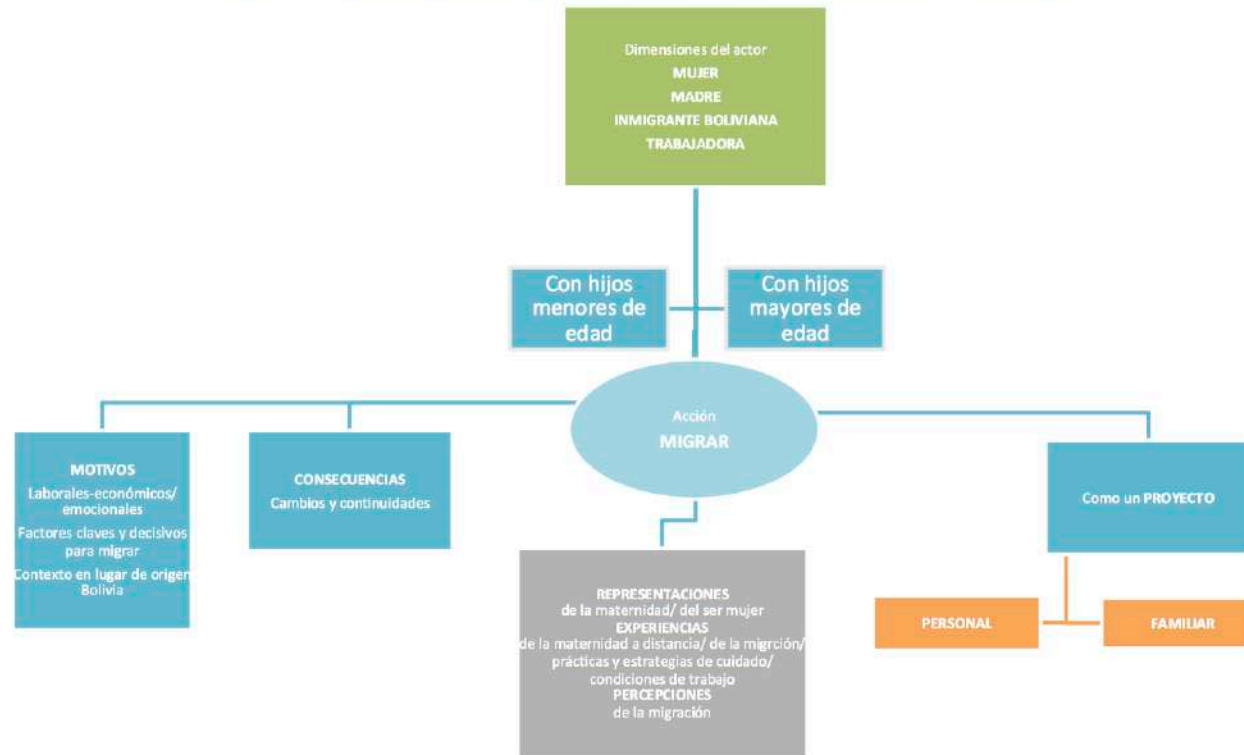 Dimensiones del actor
MUJER
MADRE
INMIGRANTE BOLIVIANA
TRABAJADORA
Con hijos
menores de
edad
Con hijos
mayores de
edad
Acción
MIGRAR
MOTIVOS
Laborales-económicos/
emocionales
Factores claves y decisivos
para migrar
Contexto en lugar de origen
Bolivia
CONSECUENCIAS
Cambios y continuidades
REPRESENTACIONES
de la maternidad/ del ser mujer
EXPERIENCIAS
de la maternidad a distancia/ de la migrción/
prácticas y estrategias de cuidado/
condiciones de trabajo
PERCEPCIONES
de la migración
Como un PROYECTO
PERSONAL
FAMILIAR